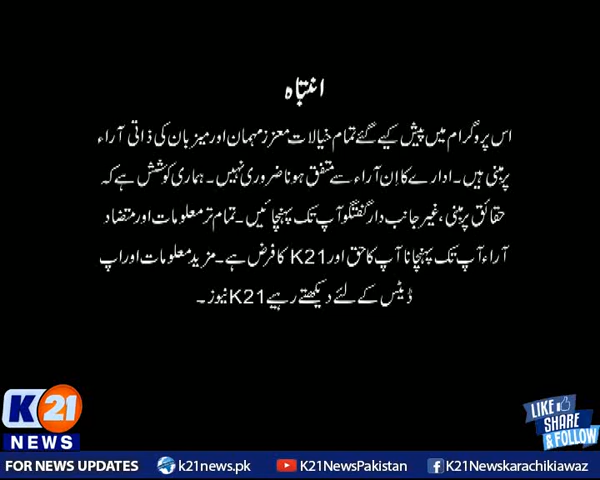 انتباہ
اس پروگرام میں پیش کیے گئے تمام خیالات معزز مہمان اور میزبان کی ذاتی آراء
پر مبنی ہیں۔ ادارے کا اِن آراء سے متفق ہونا ضروری نہیں۔ ہماری کوشش ہے کہ
حقائق پر مبنی، غیر جانب دار گفتگو آپ تک پہنچائیں۔ تمام تر معلومات اور متضاد
آراء آپ تک پہنچانا آپ کا حق اور K21 کا فرض ہے۔ مزید معلومات اور اپ
ڈیٹس کے لئے دیکھتے رہیے K21 نیوز۔
K21
NEWS
LIKE
SHARE
& FOLLOW
FOR NEWS UPDATES k21news.pk K21NewsPakistan K21Newskarachikiawaz